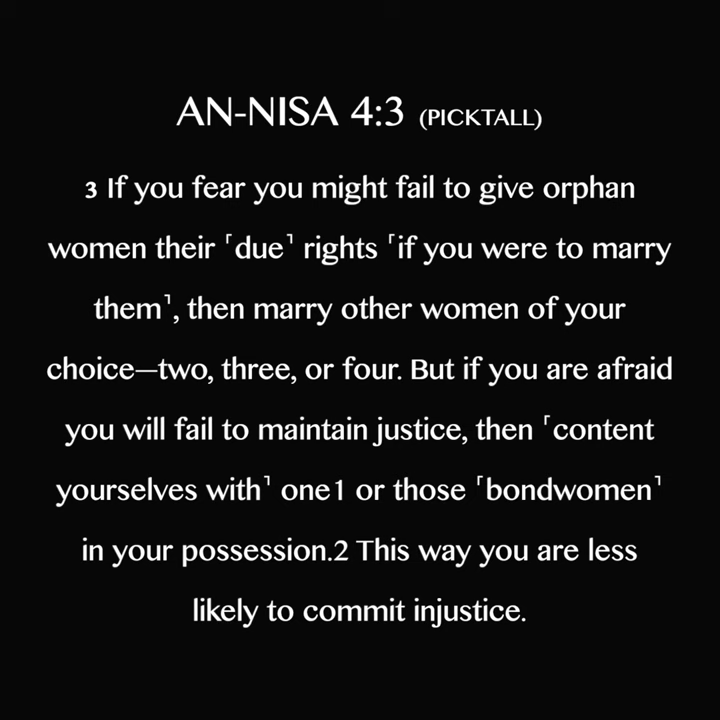 AN-NISA 4:3 (PICKTALL)
3 If you fear you might fail to give orphan
women their ˹due˺ rights ˹if you were to marry
them˺, then marry other women of your
choice—two, three, or four. But if you are afraid
you will fail to maintain justice, then ˹content
yourselves with˺ one1 or those ˹bondwomen˺
in your possession.2 This way you are less
likely to commit injustice.